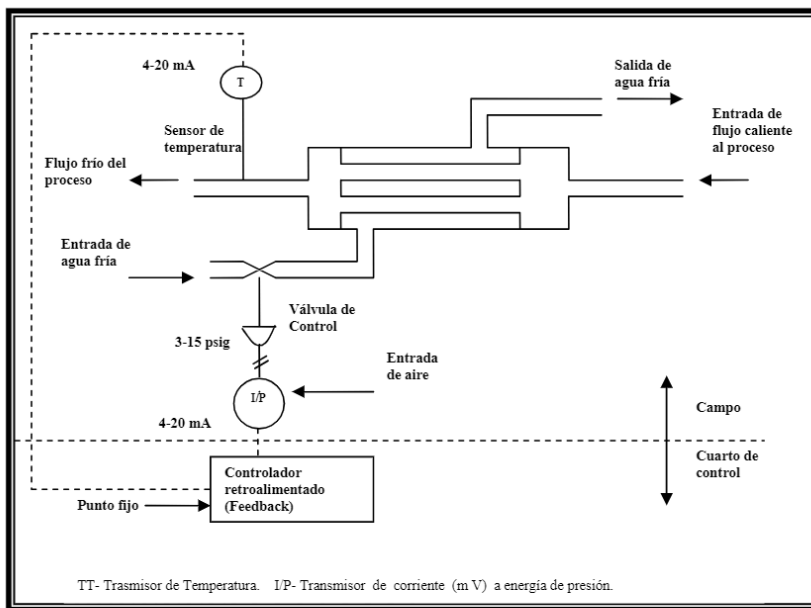 4-20 mA
T
Sensor de
temperatura
Salida de
agua fría
Entrada de
flujo caliente
al proceso
Flujo frío del
proceso
Entrada de
agua fría
Válvula de
Control
3-15 psig
I/P
Entrada
de aire
4-20 mA
Campo
Cuarto de
control
Controlador
retroalimentado
(Feedback)
Punto fijo
TT- Trasmisor de Temperatura. I/P- Transmisor de corriente (m V) a energía de presión.